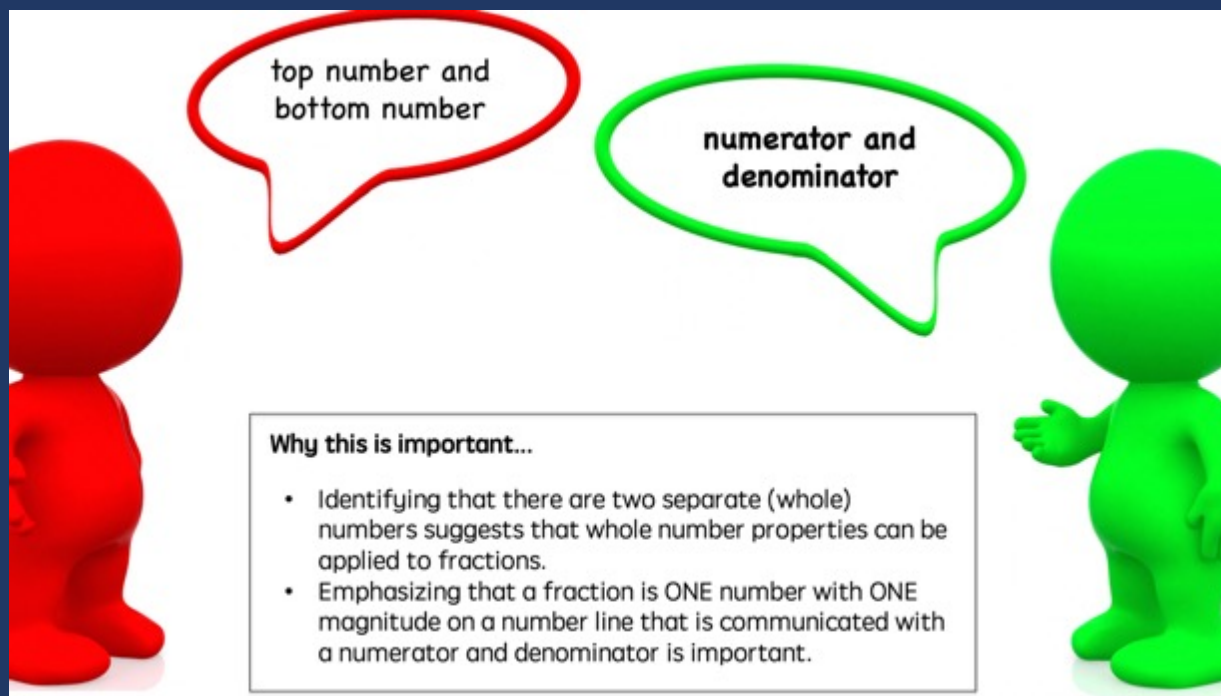 top number and
bottom number
numerator and
denominator
Why this is important...
• Identifying that there are two separate (whole)
numbers suggests that whole number properties can be
applied to fractions.
• Emphasizing that a fraction is ONE number with ONE
magnitude on a number line that is communicated with
a numerator and denominator is important.